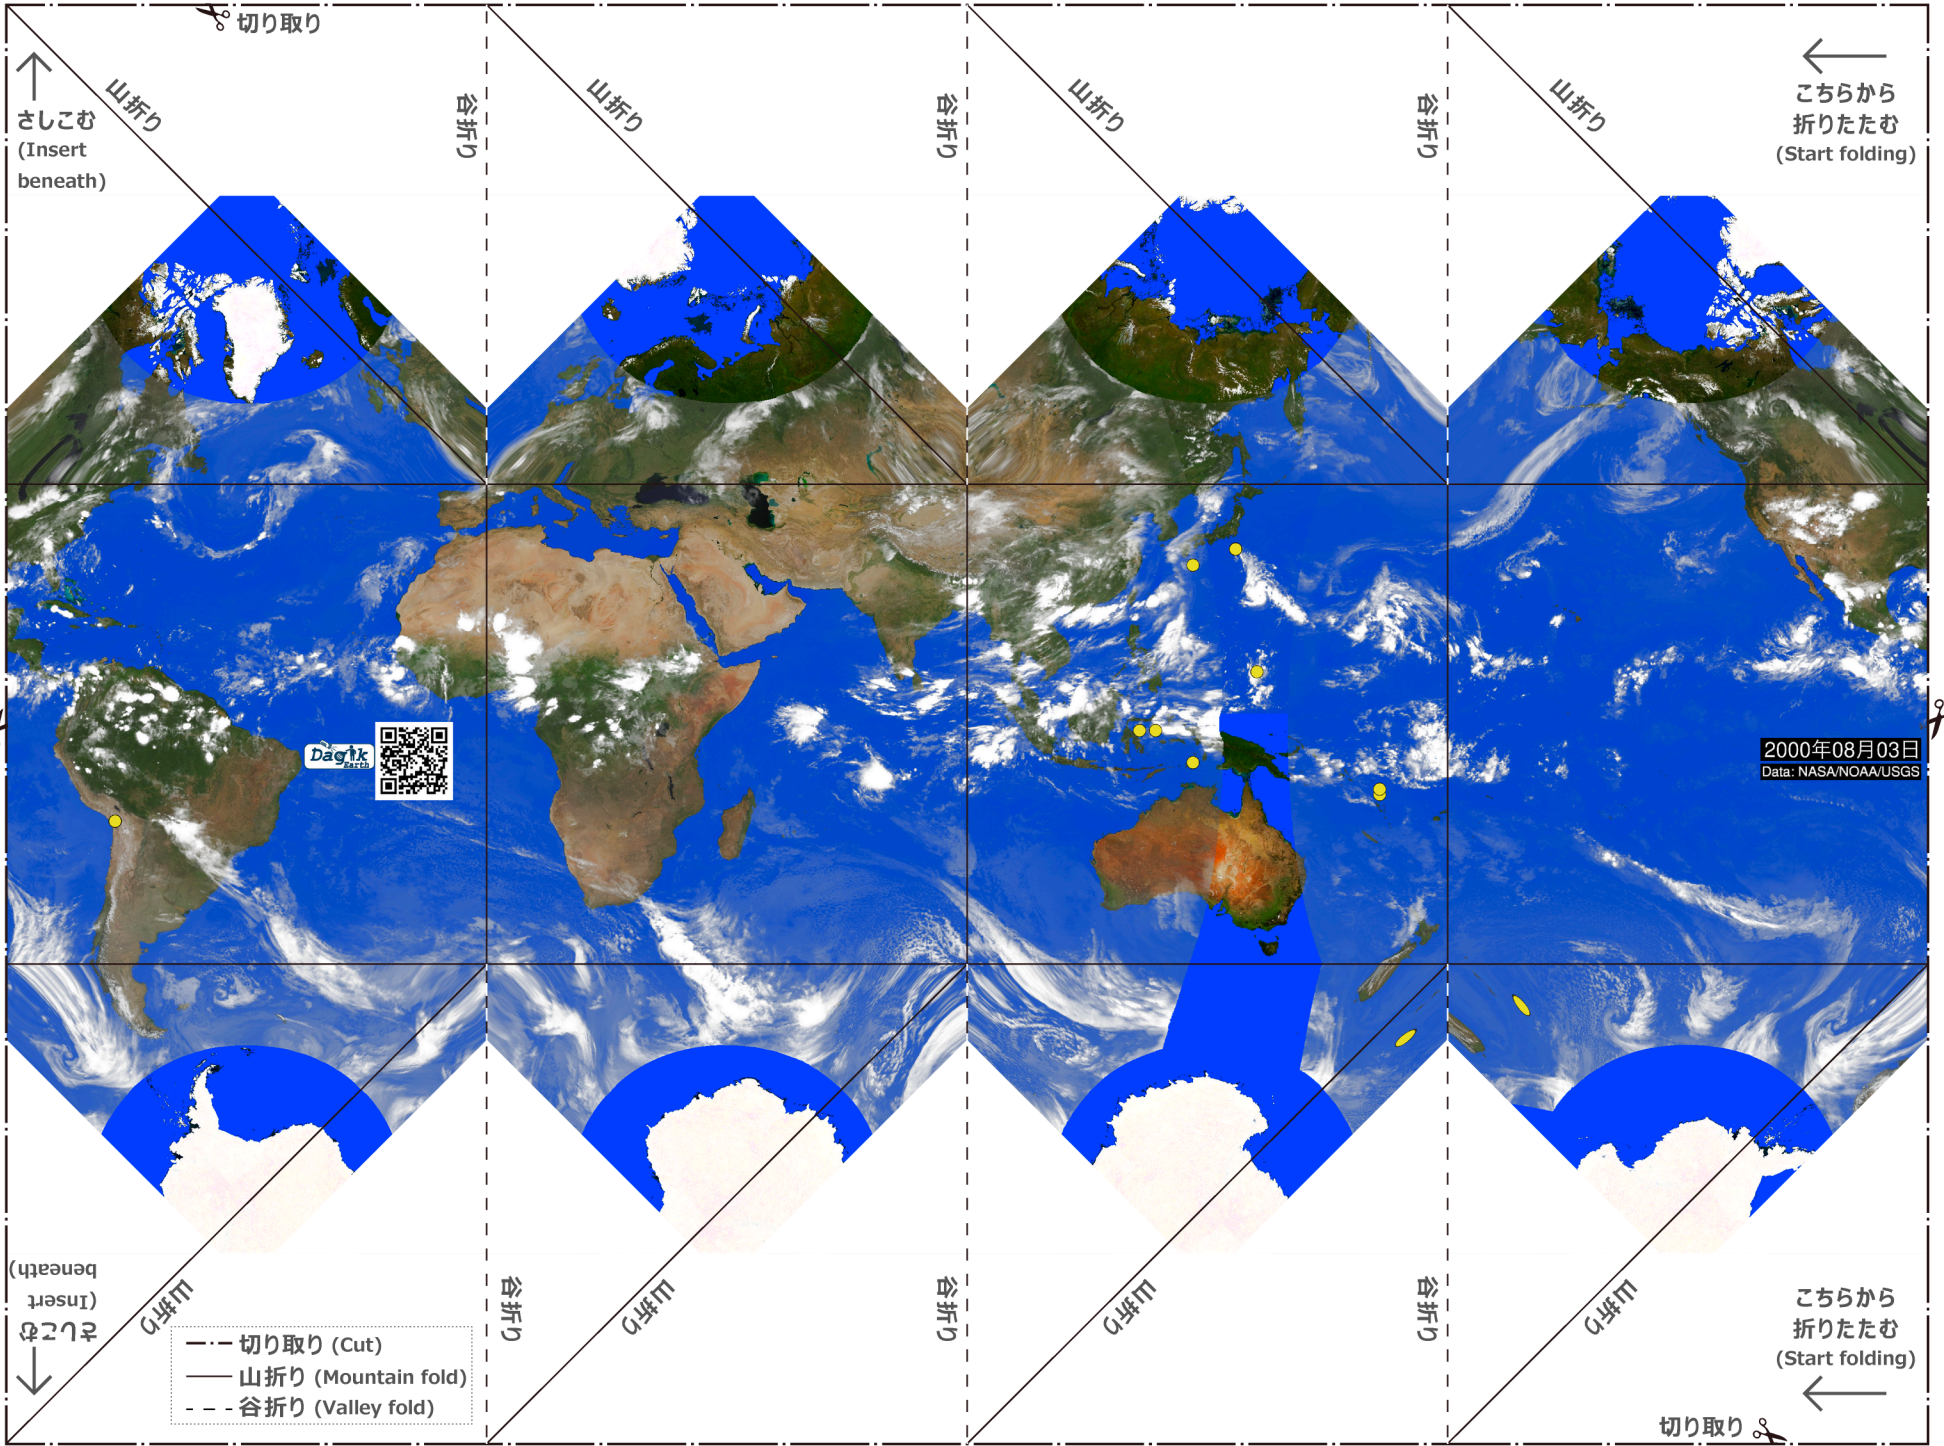 切り取り
山折り
谷折り
山折り
谷折り
山折り
谷折り
山折り
さしこむ
(Insert
beneath)
こちらから
折りたたむ
(Start folding)
Dagik
Earth
2000年08月03日
Data: NASA/NOAA/USGS
さしこむ
(Insert
beneath)
山折り
谷折り
山折り
谷折り
山折り
谷折り
山折り
切り取り (Cut)
山折り (Mountain fold)
谷折り (Valley fold)
こちらから
折りたたむ
(Start folding)
切り取り